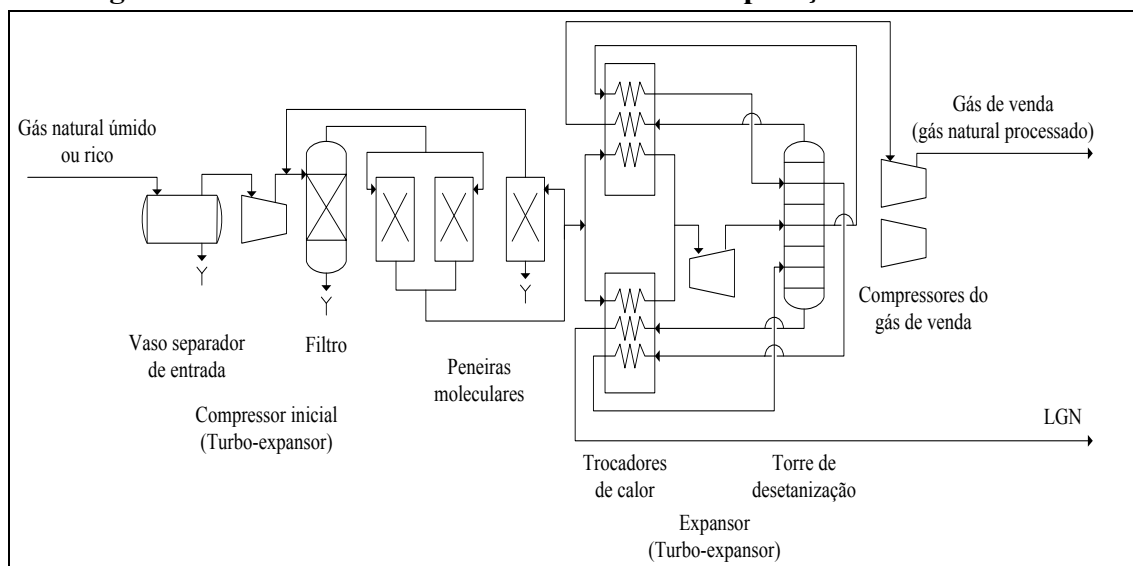 Gás natural úmido
ou rico
Gás de venda
(gás natural processado)
Vaso separador
de entrada
Filtro
Peneiras
moleculares
Compressores do
gás de venda
Compressor inicial
(Turbo-expansor)
LGN
Trocadores
de calor
Torre de
desetanização
Expansor
(Turbo-expansor)